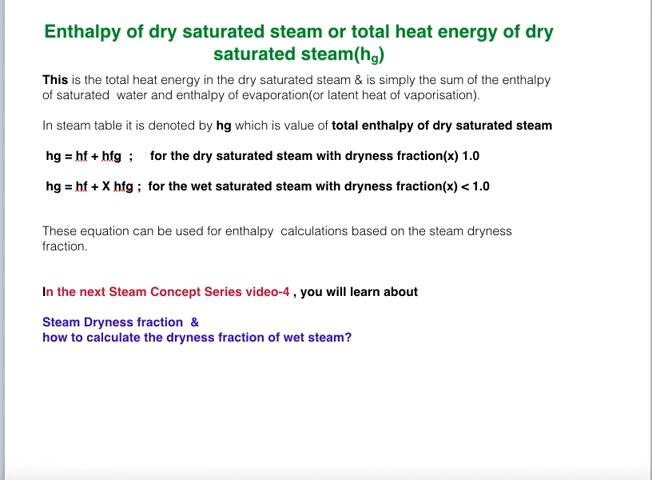 Enthalpy of dry saturated steam or total heat energy of dry
saturated steam(hg)
This is the total heat energy in the dry saturated steam & is simply the sum of the enthalpy
of saturated water and enthalpy of evaporation(or latent heat of vaporisation).
In steam table it is denoted by hg which is value of total enthalpy of dry saturated steam
hg = hf + hfg ; for the dry saturated steam with dryness fraction(x) 1.0
hg = hf + X hfg ; for the wet saturated steam with dryness fraction(x) < 1.0
These equation can be used for enthalpy calculations based on the steam dryness
fraction.
In the next Steam Concept Series video-4 , you will learn about
Steam Dryness fraction &
how to calculate the dryness fraction of wet steam?